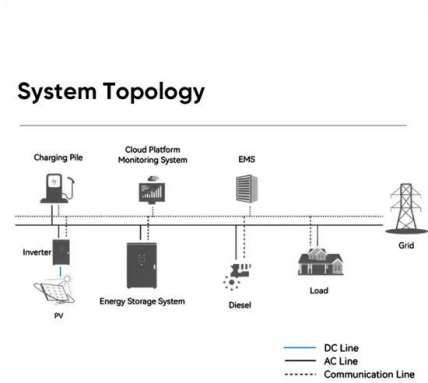 System Topology
Charging Pile
Cloud Platform
Monitoring System
EMS
Grid
Inverter
PV
Energy Storage System
Diesel
Load
DC Line
AC Line
Communication Line